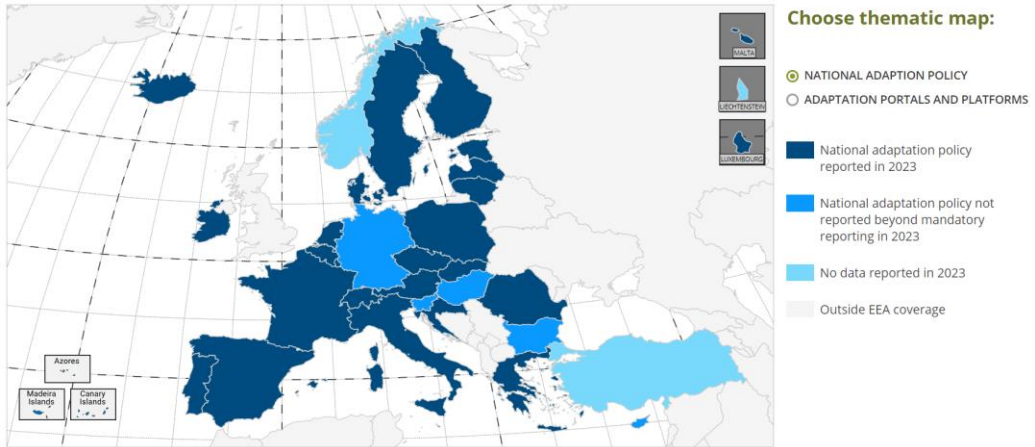 Choose thematic map:
NATIONAL ADAPTION POLICY
ADAPTATION PORTALS AND PLATFORMS
National adaptation policy
reported in 2023
National adaptation policy not
reported beyond mandatory
reporting in 2023
No data reported in 2023
Outside EEA coverage
MALTA
LIECHTENSTEIN
LUXEMBOURG
Azores
Madeira
Islands
Canary
Islands